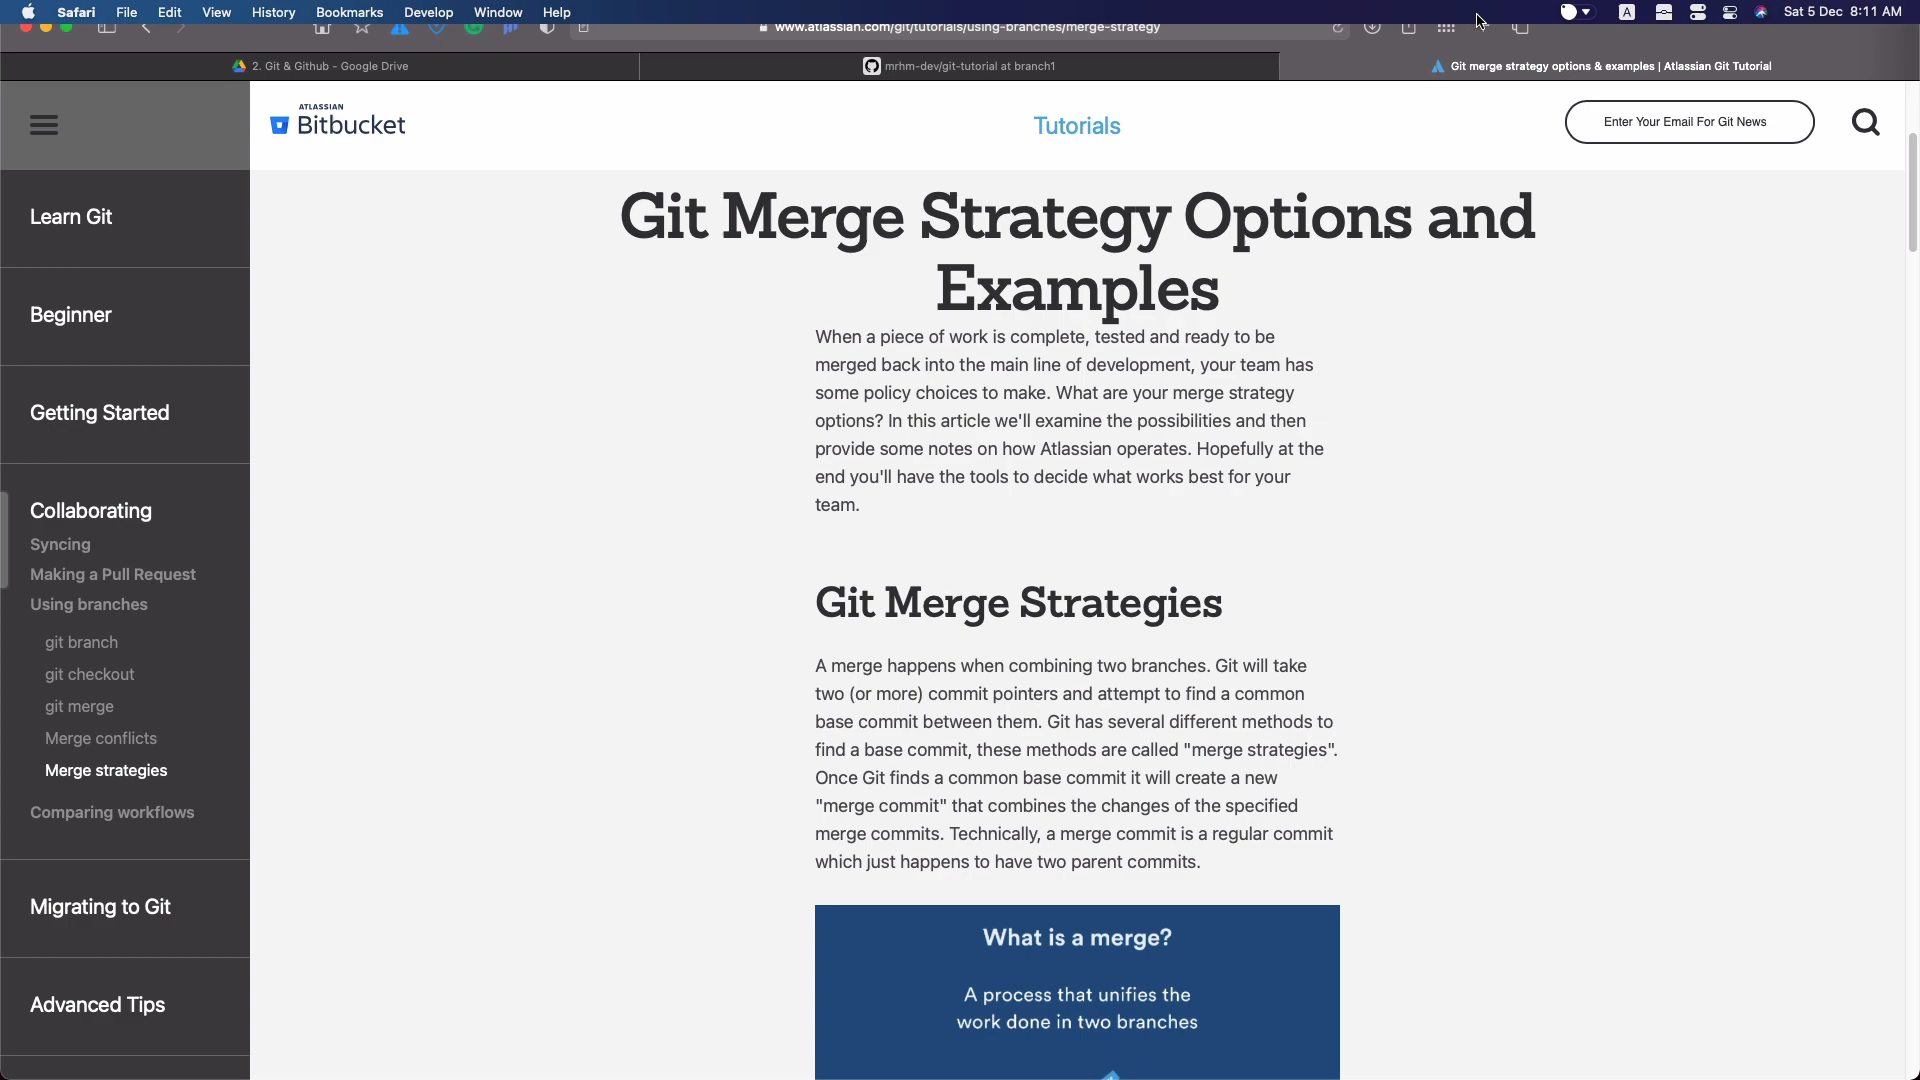 Safari File Edit View History Bookmarks Develop Window Help
A
Sat 5 Dec 8:11 AM
www.atlassian.com/git/tutorials/using-branches/merge-strategy
2. Git & Github - Google Drive
mrhm-dev/git-tutorial at branch1
Git merge strategy options & examples | Atlassian Git Tutorial
ATLASSIAN
Bitbucket
Tutorials
Enter Your Email For Git News
Learn Git
Beginner
Getting Started
Collaborating
Syncing
Making a Pull Request
Using branches
git branch
git checkout
git merge
Merge conflicts
Merge strategies
Comparing workflows
Migrating to Git
Advanced Tips
Git Merge Strategy Options and
Examples
When a piece of work is complete, tested and ready to be
merged back into the main line of development, your team has
some policy choices to make. What are your merge strategy
options? In this article we'll examine the possibilities and then
provide some notes on how Atlassian operates. Hopefully at the
end you'll have the tools to decide what works best for your
team.
Git Merge Strategies
A merge happens when combining two branches. Git will take
two (or more) commit pointers and attempt to find a common
base commit between them. Git has several different methods to
find a base commit, these methods are called "merge strategies".
Once Git finds a common base commit it will create a new
"merge commit" that combines the changes of the specified
merge commits. Technically, a merge commit is a regular commit
which just happens to have two parent commits.
What is a merge?
A process that unifies the
work done in two branches